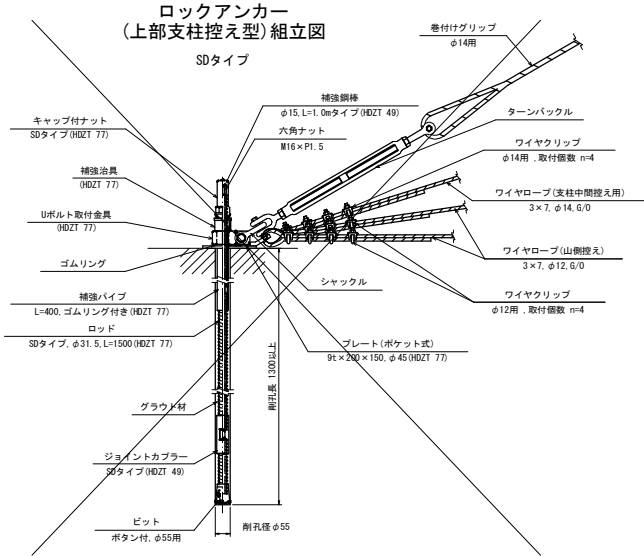 ロックアンカー
(上部支柱控え型)組立図
SDタイプ
巻付けグリップ
φ14用
補強鋼棒
φ15, L=1.0mタイプ(HDZT 49)
六角ナット
M16×P1.5
ターンバックル
キャップ付ナット
SDタイプ(HDZT 77)
ワイヤクリップ
φ14用 , 取付個数 n=4
補強治具
(HDZT 77)
ワイヤロープ(支柱中間控え用)
3×7, φ14, G/O
Uボルト取付金具
(HDZT 77)
ワイヤロープ(山側控え)
3×7, φ12, G/O
ゴムリング
シャックル
ワイヤクリップ
φ12用 , 取付個数 n=4
補強パイプ
L=400, ゴムリング付き(HDZT 77)
ロッド
SDタイプ, φ31.5, L=1500(HDZT 77)
プレート(ポケット式)
9t×200×150, φ45(HDZT 77)
削孔長 1300以上
グラウト材
ジョイントカプラー
SDタイプ(HDZT 49)
ビット
ボタン付, φ55用
削孔径φ55